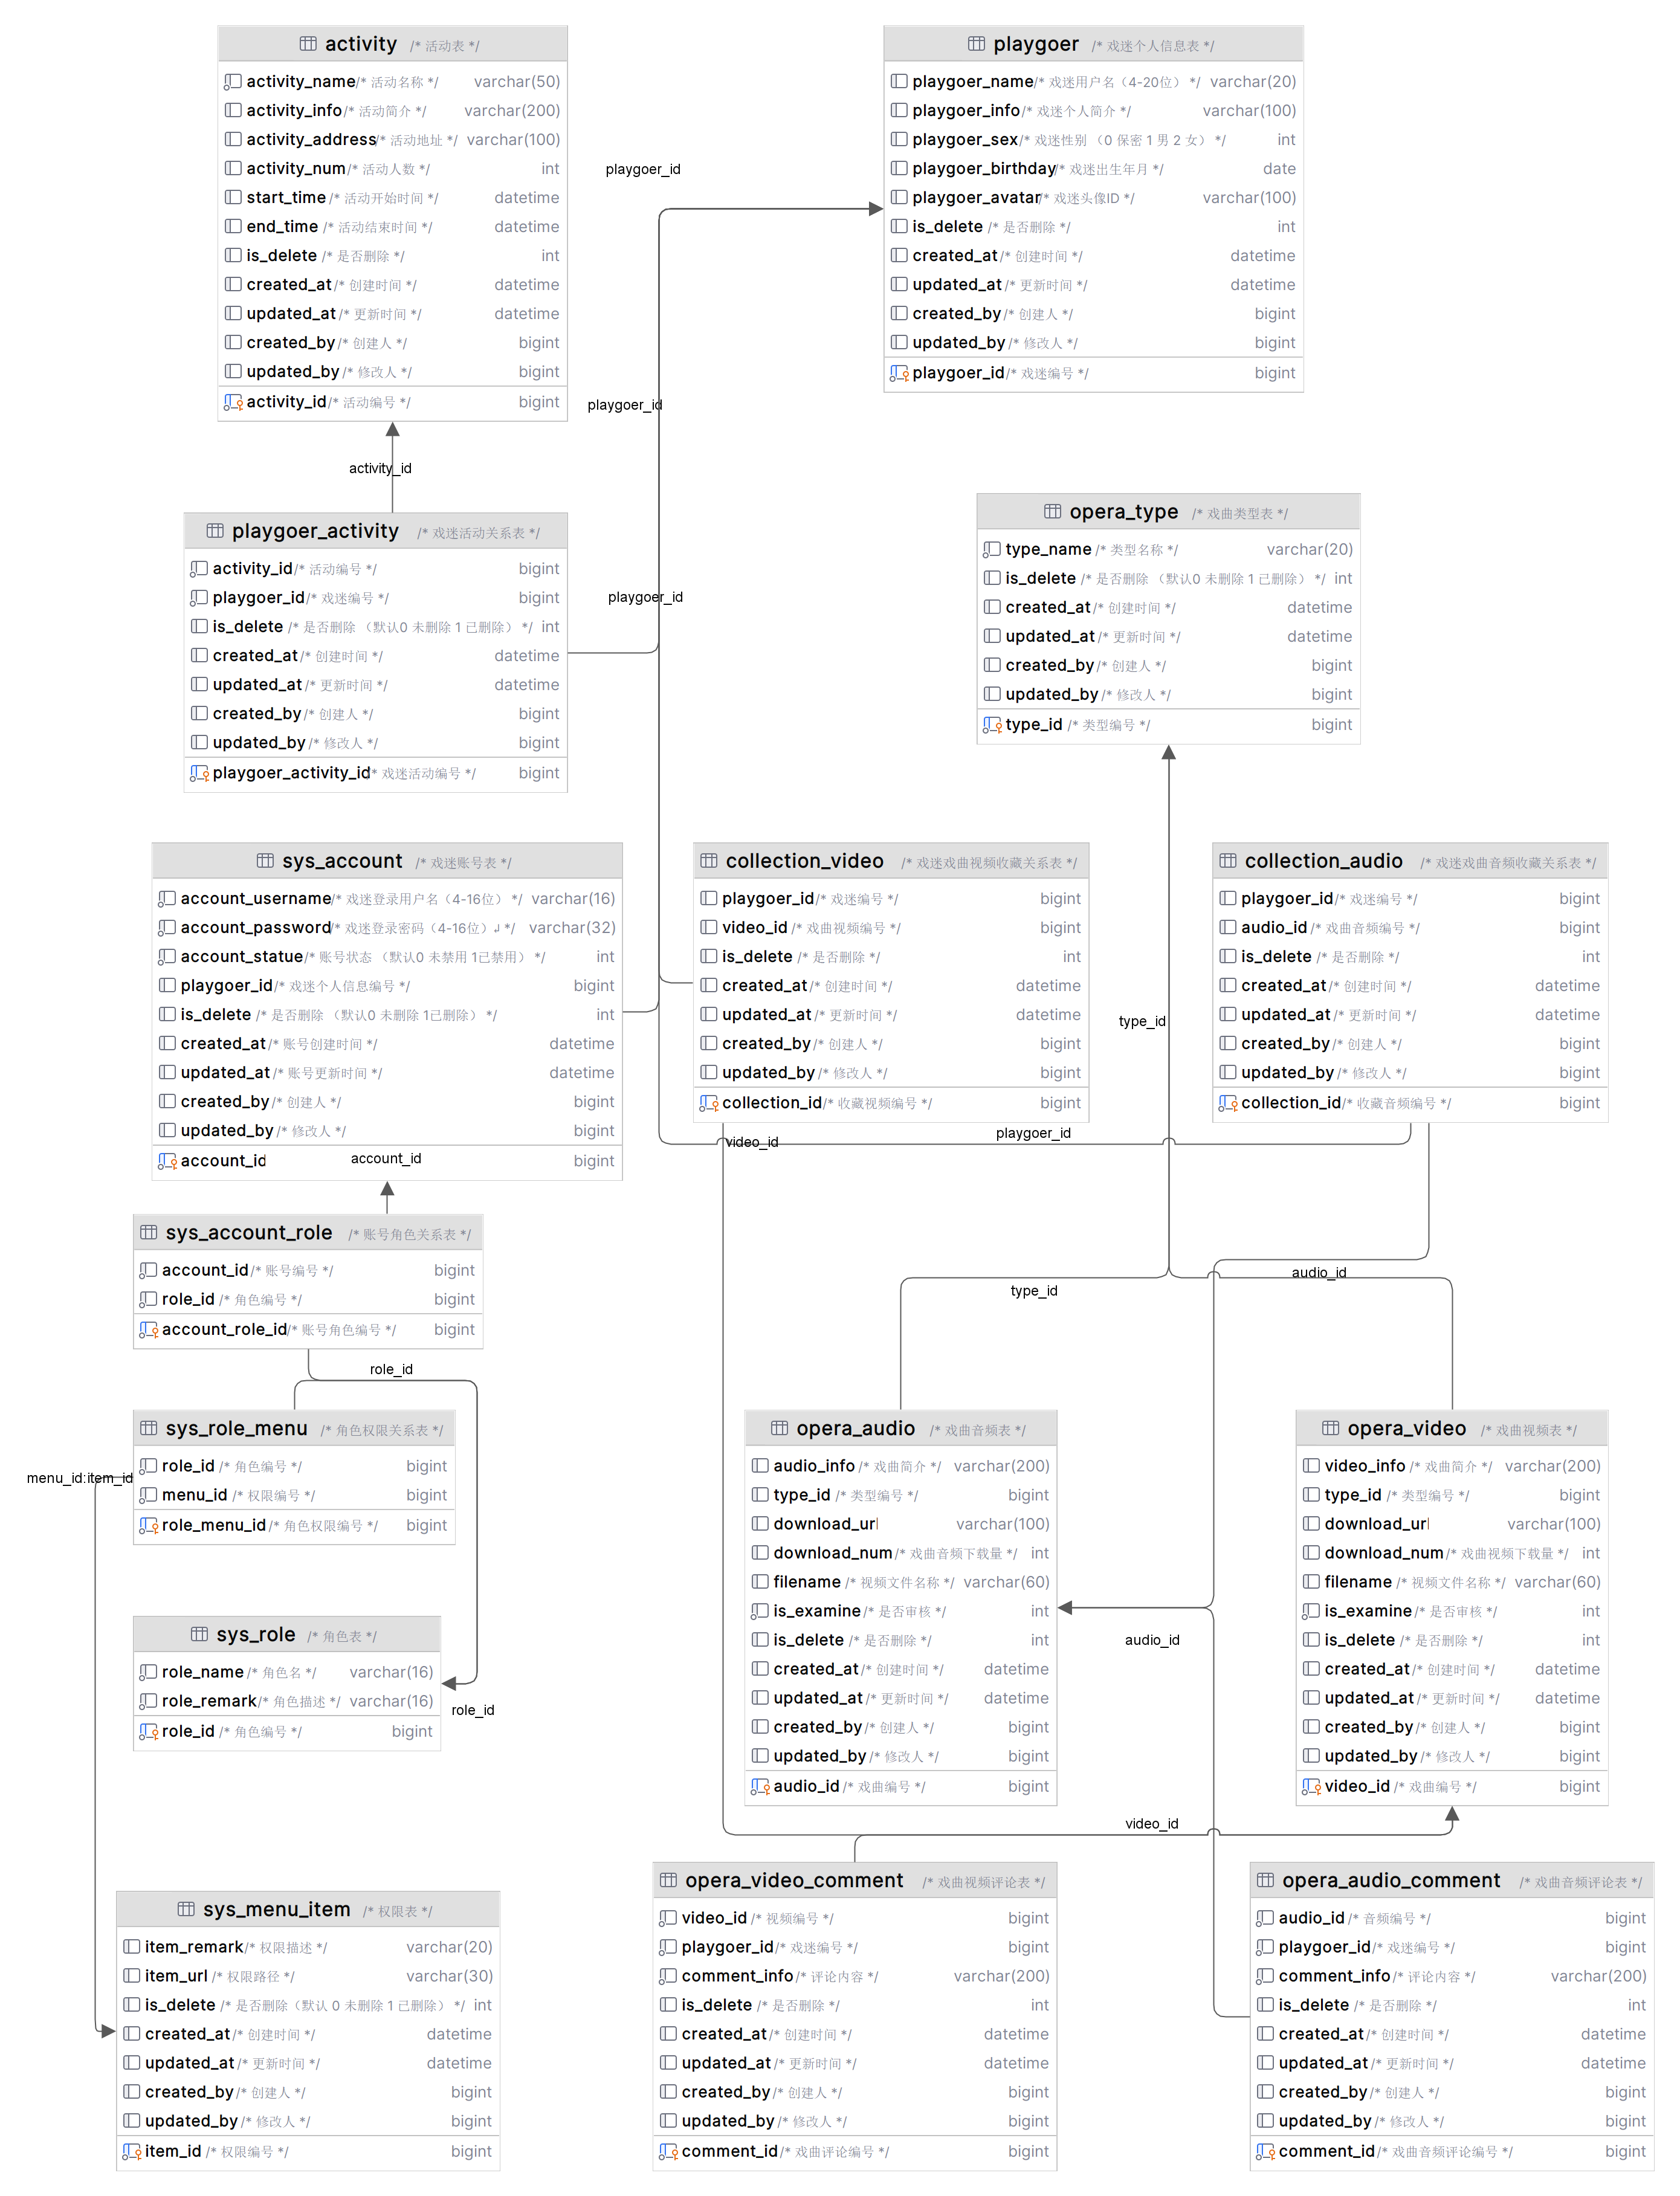 activity /* 活动表 */
activity_name /* 活动名称 */ varchar(50)
activity_info /* 活动简介 */ varchar(200)
activity_address /* 活动地址 */ varchar(100)
activity_num /* 活动人数 */ int
start_time /* 活动开始时间 */ datetime
end_time /* 活动结束时间 */ datetime
is_delete /* 是否删除 */ int
created_at /* 创建时间 */ datetime
updated_at /* 更新时间 */ datetime
created_by /* 创建人 */ bigint
updated_by /* 修改人 */ bigint
activity_id /* 活动编号 */ bigint
playgoer /* 戏迷个人信息表 */
playgoer_name /* 戏迷用户名（4-20位） */ varchar(20)
playgoer_info /* 戏迷个人简介 */ varchar(100)
playgoer_sex /* 戏迷性别 （0 保密 1 男 2 女） */ int
playgoer_birthday /* 戏迷出生年月 */ date
playgoer_avatar /* 戏迷头像ID */ varchar(100)
is_delete /* 是否删除 */ int
created_at /* 创建时间 */ datetime
updated_at /* 更新时间 */ datetime
created_by /* 创建人 */ bigint
updated_by /* 修改人 */ bigint
playgoer_id /* 戏迷编号 */ bigint
playgoer_id
playgoer_id
activity_id
playgoer_id
playgoer_activity /* 戏迷活动关系表 */
activity_id /* 活动编号 */ bigint
playgoer_id /* 戏迷编号 */ bigint
is_delete /* 是否删除 （默认0 未删除 1 已删除） */ int
created_at /* 创建时间 */ datetime
updated_at /* 更新时间 */ datetime
created_by /* 创建人 */ bigint
updated_by /* 修改人 */ bigint
playgoer_activity_id /* 戏迷活动编号 */ bigint
opera_type /* 戏曲类型表 */
type_name /* 类型名称 */ varchar(20)
is_delete /* 是否删除 （默认0 未删除 1 已删除） */ int
created_at /* 创建时间 */ datetime
updated_at /* 更新时间 */ datetime
created_by /* 创建人 */ bigint
updated_by /* 修改人 */ bigint
type_id /* 类型编号 */ bigint
sys_account /* 戏迷账号表 */
account_username /* 戏迷登录用户名（4-16位） */ varchar(16)
account_password /* 戏迷登录密码（4-16位）↲ */ varchar(32)
account_statue /* 账号状态 （默认0 未禁用 1已禁用） */ int
playgoer_id /* 戏迷个人信息编号 */ bigint
is_delete /* 是否删除 （默认0 未删除 1已删除） */ int
created_at /* 账号创建时间 */ datetime
updated_at /* 账号更新时间 */ datetime
created_by /* 创建人 */ bigint
updated_by /* 修改人 */ bigint
account_id bigint
account_id
collection_video /* 戏迷戏曲视频收藏关系表 */
playgoer_id /* 戏迷编号 */ bigint
video_id /* 戏曲视频编号 */ bigint
is_delete /* 是否删除 */ int
created_at /* 创建时间 */ datetime
updated_at /* 更新时间 */ datetime
created_by /* 创建人 */ bigint
updated_by /* 修改人 */ bigint
collection_id /* 收藏视频编号 */ bigint
type_id
collection_audio /* 戏迷戏曲音频收藏关系表 */
playgoer_id /* 戏迷编号 */ bigint
audio_id /* 戏曲音频编号 */ bigint
is_delete /* 是否删除 */ int
created_at /* 创建时间 */ datetime
updated_at /* 更新时间 */ datetime
created_by /* 创建人 */ bigint
updated_by /* 修改人 */ bigint
collection_id /* 收藏音频编号 */ bigint
video_id
playgoer_id
sys_account_role /* 账号角色关系表 */
account_id /* 账号编号 */ bigint
role_id /* 角色编号 */ bigint
account_role_id /* 账号角色编号 */ bigint
type_id
audio_id
role_id
sys_role_menu /* 角色权限关系表 */
role_id /* 角色编号 */ bigint
menu_id /* 权限编号 */ bigint
role_menu_id /* 角色权限编号 */ bigint
menu_id:item_id
sys_role /* 角色表 */
role_name /* 角色名 */ varchar(16)
role_remark /* 角色描述 */ varchar(16)
role_id /* 角色编号 */ bigint
role_id
opera_audio /* 戏曲音频表 */
audio_info /* 戏曲简介 */ varchar(200)
type_id /* 类型编号 */ bigint
download_url varchar(100)
download_num /* 戏曲音频下载量 */ int
filename /* 视频文件名称 */ varchar(60)
is_examine /* 是否审核 */ int
is_delete /* 是否删除 */ int
created_at /* 创建时间 */ datetime
updated_at /* 更新时间 */ datetime
created_by /* 创建人 */ bigint
updated_by /* 修改人 */ bigint
audio_id /* 戏曲编号 */ bigint
audio_id
opera_video /* 戏曲视频表 */
video_info /* 戏曲简介 */ varchar(200)
type_id /* 类型编号 */ bigint
download_url varchar(100)
download_num /* 戏曲视频下载量 */ int
filename /* 视频文件名称 */ varchar(60)
is_examine /* 是否审核 */ int
is_delete /* 是否删除 */ int
created_at /* 创建时间 */ datetime
updated_at /* 更新时间 */ datetime
created_by /* 创建人 */ bigint
updated_by /* 修改人 */ bigint
video_id /* 戏曲编号 */ bigint
video_id
sys_menu_item /* 权限表 */
item_remark /* 权限描述 */ varchar(20)
item_url /* 权限路径 */ varchar(30)
is_delete /* 是否删除（默认 0 未删除 1 已删除） */ int
created_at /* 创建时间 */ datetime
updated_at /* 更新时间 */ datetime
created_by /* 创建人 */ bigint
updated_by /* 修改人 */ bigint
item_id /* 权限编号 */ bigint
opera_video_comment /* 戏曲视频评论表 */
video_id /* 视频编号 */ bigint
playgoer_id /* 戏迷编号 */ bigint
comment_info /* 评论内容 */ varchar(200)
is_delete /* 是否删除 */ int
created_at /* 创建时间 */ datetime
updated_at /* 更新时间 */ datetime
created_by /* 创建人 */ bigint
updated_by /* 修改人 */ bigint
comment_id /* 戏曲评论编号 */ bigint
opera_audio_comment /* 戏曲音频评论表 */
audio_id /* 音频编号 */ bigint
playgoer_id /* 戏迷编号 */ bigint
comment_info /* 评论内容 */ varchar(200)
is_delete /* 是否删除 */ int
created_at /* 创建时间 */ datetime
updated_at /* 更新时间 */ datetime
created_by /* 创建人 */ bigint
updated_by /* 修改人 */ bigint
comment_id /* 戏曲音频评论编号 */ bigint